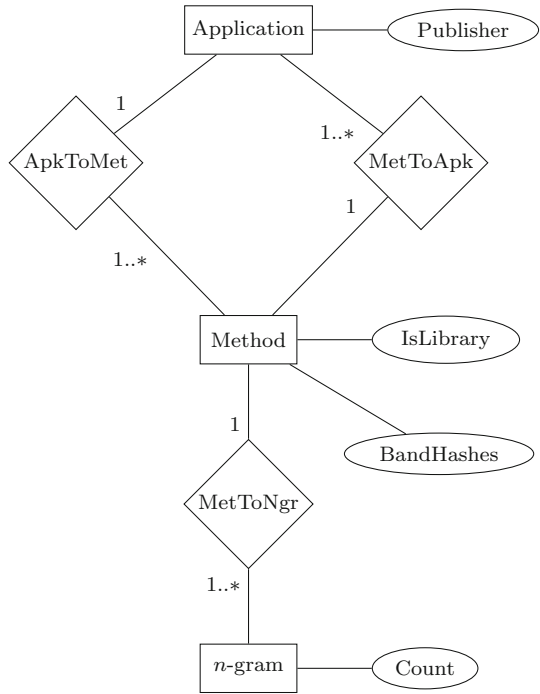 Application
Publisher
1
1..*
ApkToMet
MetToApk
1..*
1
Method
IsLibrary
1
BandHashes
MetToNgr
1..*
n-gram
Count